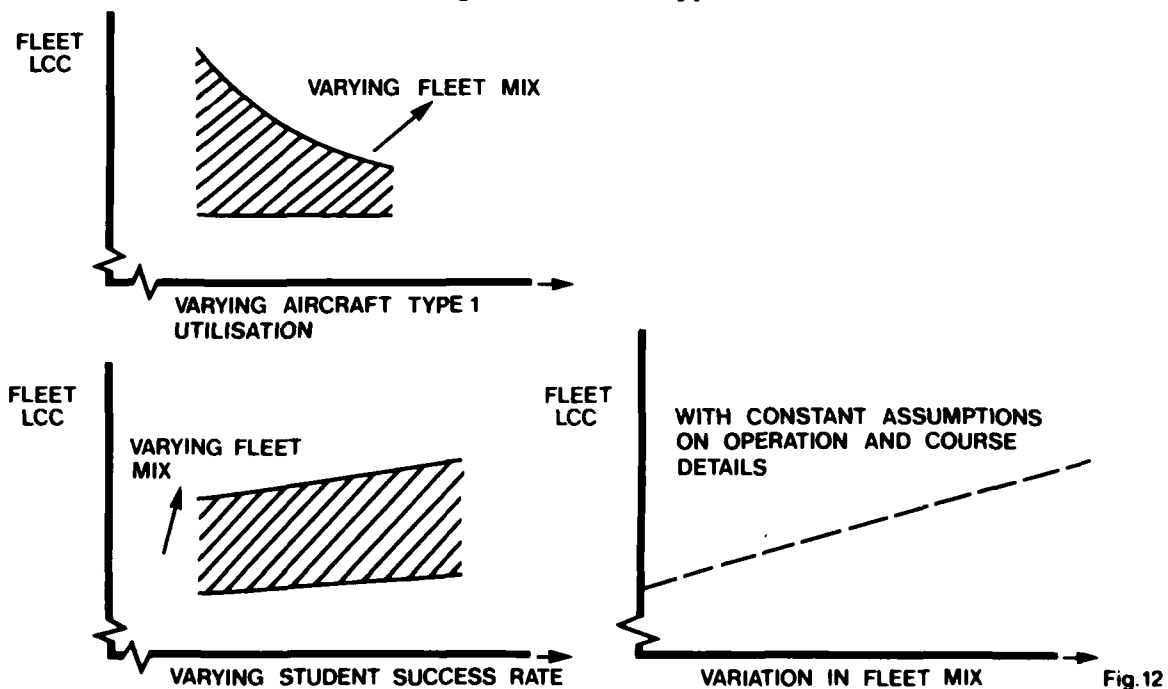 FLEET
LCC
VARYING FLEET MIX
VARYING AIRCRAFT TYPE 1
UTILISATION
FLEET
LCC
VARYING FLEET
MIX
VARYING STUDENT SUCCESS RATE
FLEET
LCC
WITH CONSTANT ASSUMPTIONS
ON OPERATION AND COURSE
DETAILS
VARIATION IN FLEET MIX
Fig.12